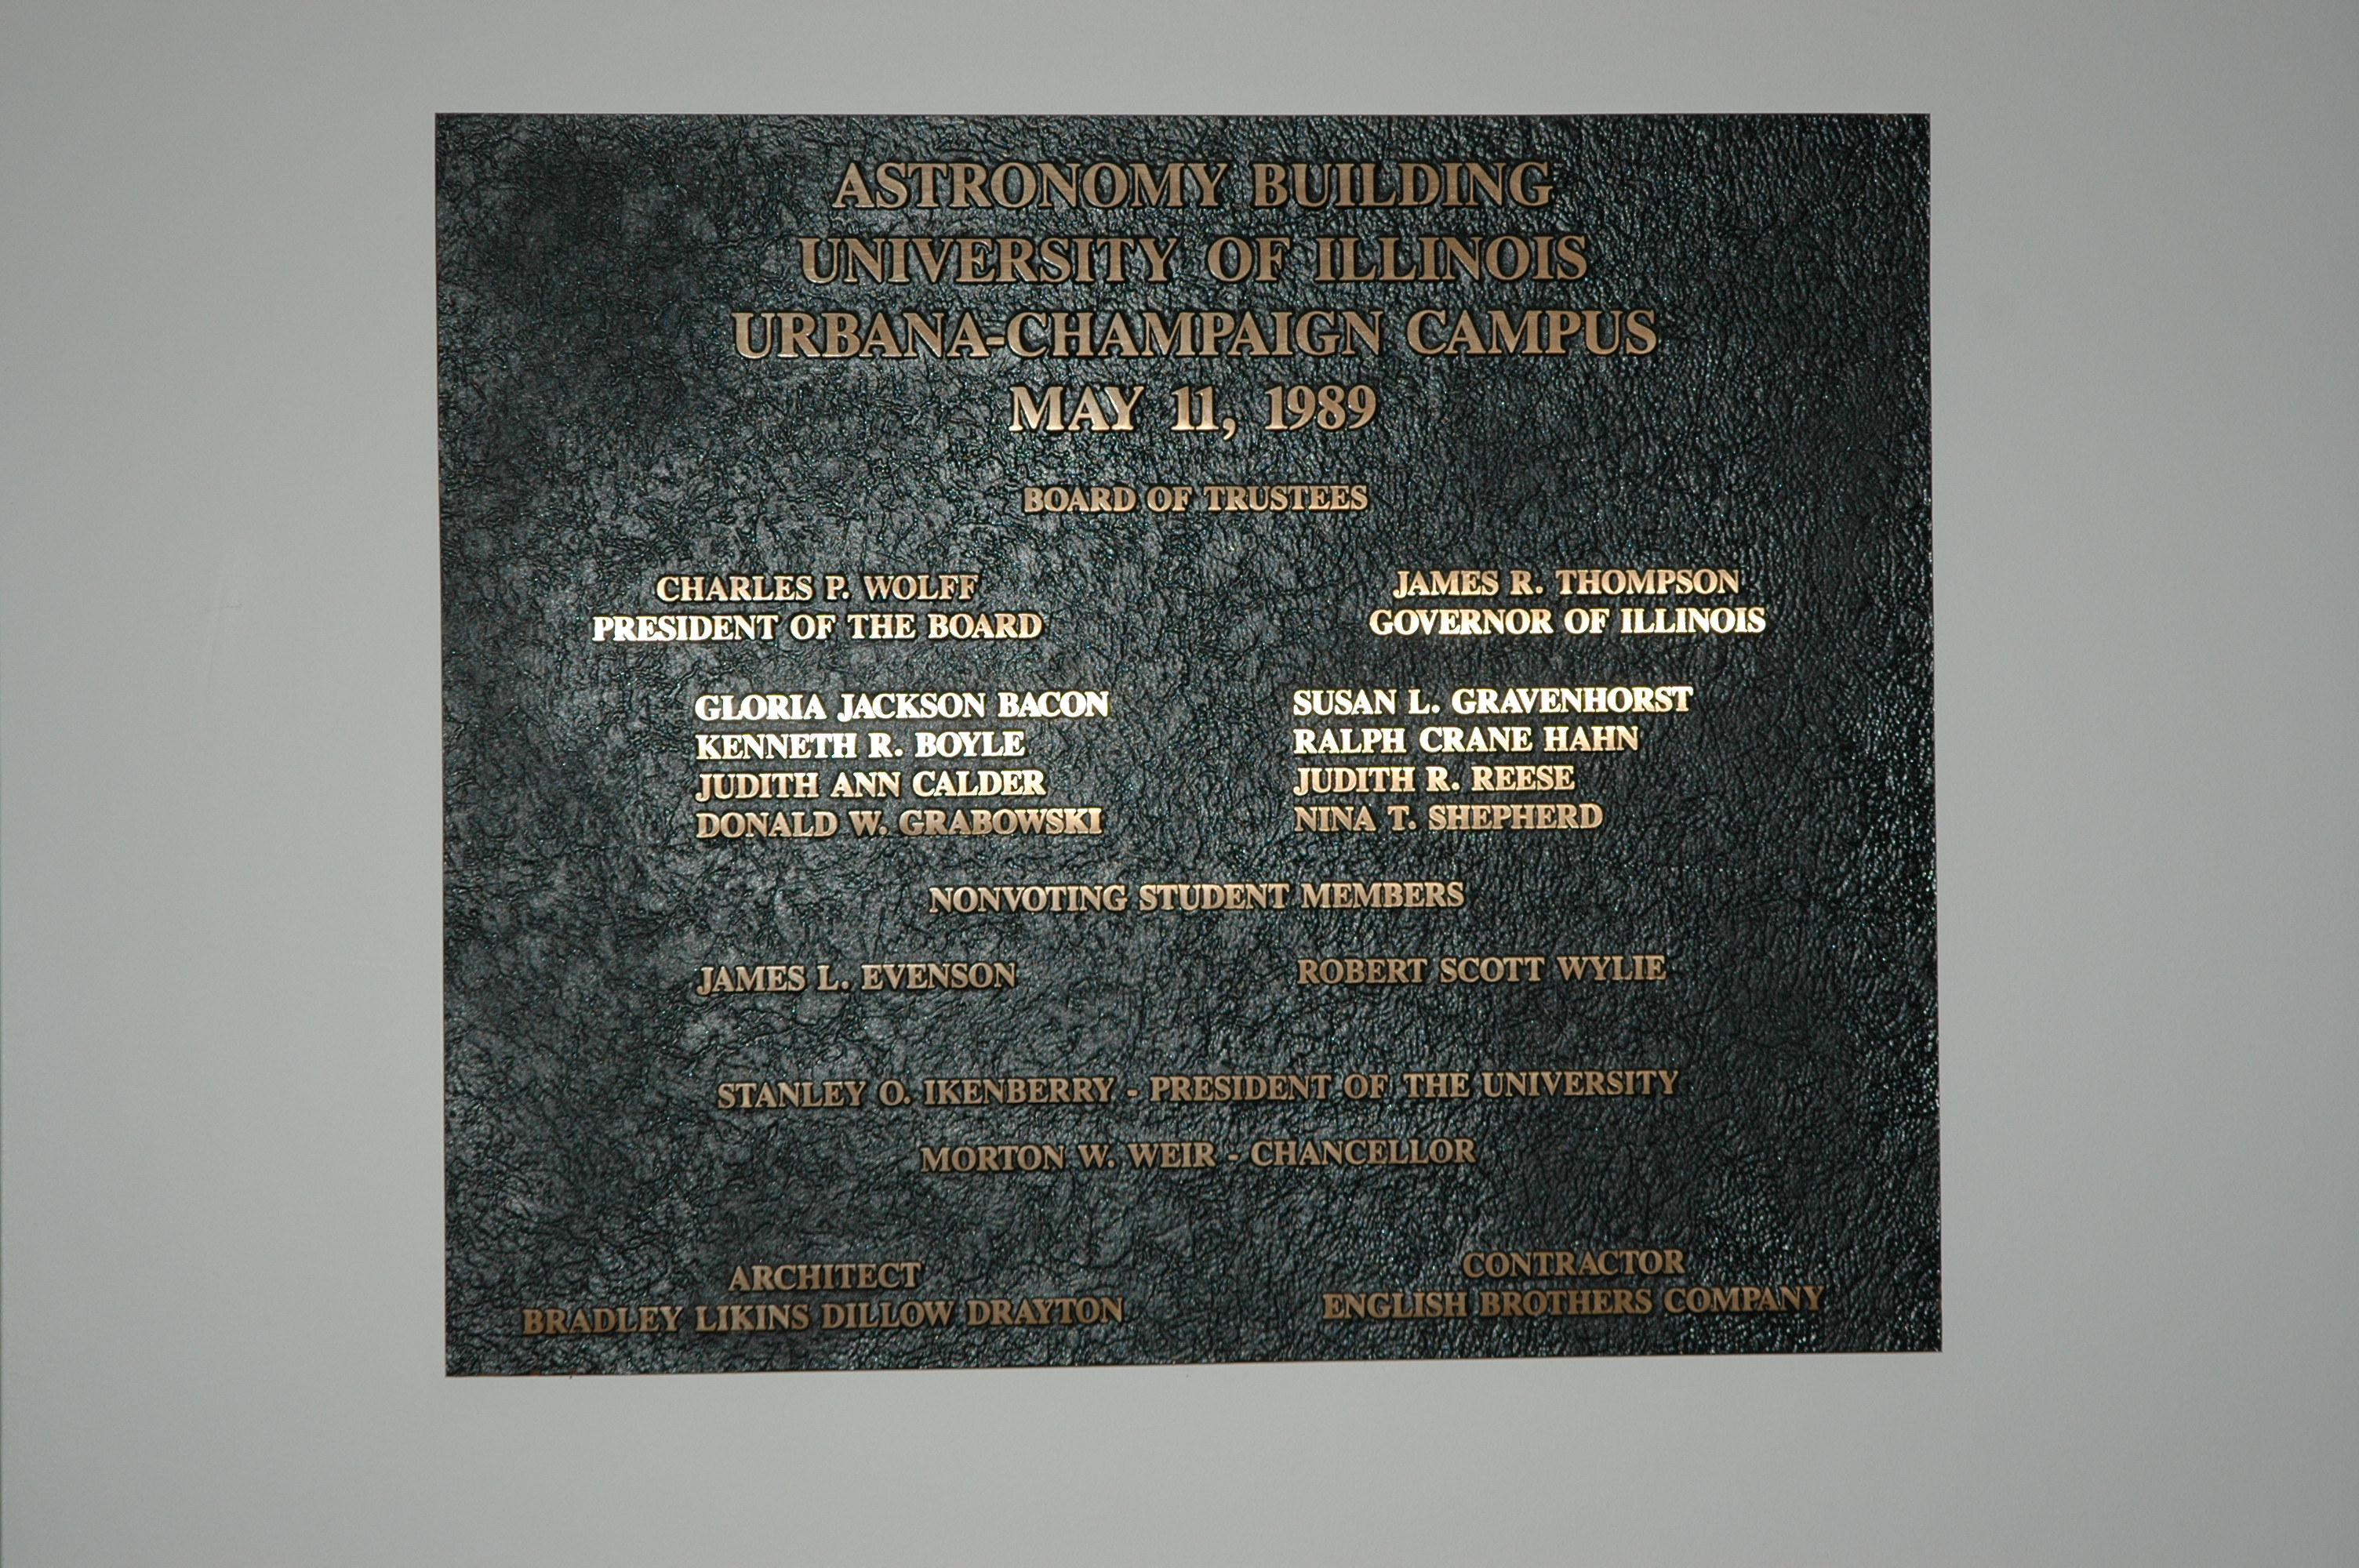 ASTRONOMY BUILDING
UNIVERSITY OF ILLINOIS
URBANA-CHAMPAIGN CAMPUS
MAY 11, 1989
BOARD OF TRUSTEES
CHARLES P. WOLFF
PRESIDENT OF THE BOARD
JAMES R. THOMPSON
GOVERNOR OF ILLINOIS
GLORIA JACKSON BACON
KENNETH R. BOYLE
JUDITH ANN CALDER
DONALD W. GRABOWSKI
SUSAN L. GRAVENHORST
RALPH CRANE HAHN
JUDITH R. REESE
NINA T. SHEPHERD
NONVOTING STUDENT MEMBERS
JAMES L. EVENSON
ROBERT SCOTT WYLIE
STANLEY O. IKENBERRY - PRESIDENT OF THE UNIVERSITY
MORTON W. WEIR - CHANCELLOR
ARCHITECT
BRADLEY LIKINS DILLOW DRAYTON
CONTRACTOR
ENGLISH BROTHERS COMPANY